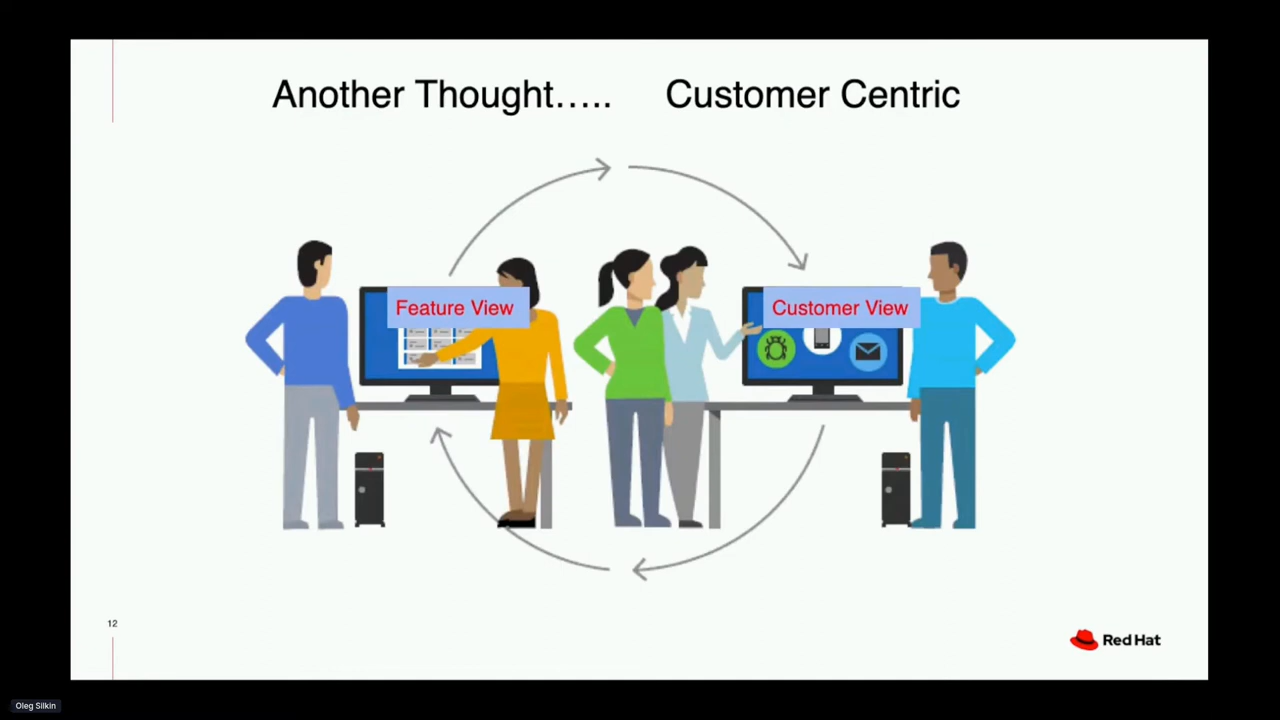 Another Thought….. Customer Centric
Feature View
Customer View
12
Red Hat
Oleg Silkin